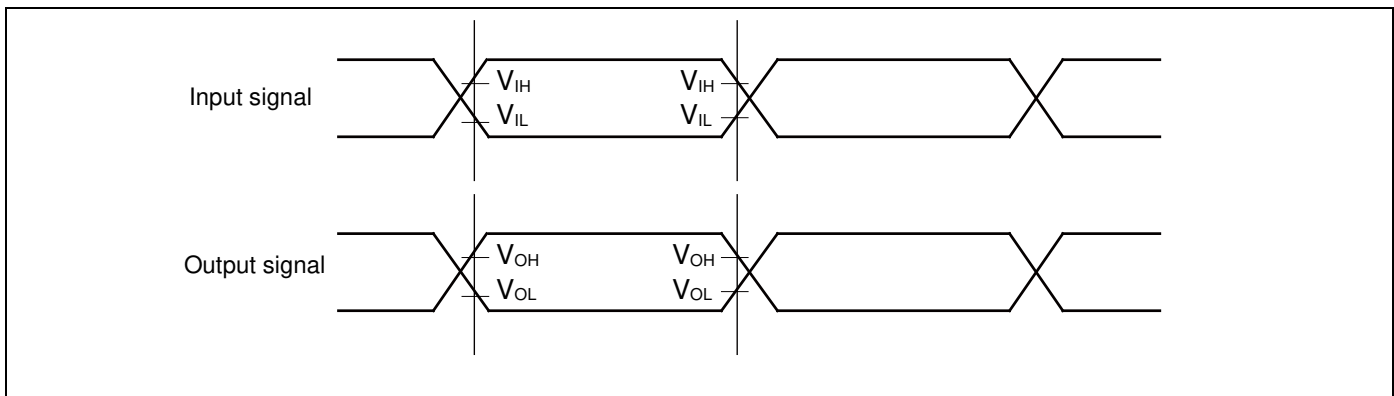 Input signal
VIH
VIH
VIL
VIL
Output signal
VOH
VOH
VOL
VOL